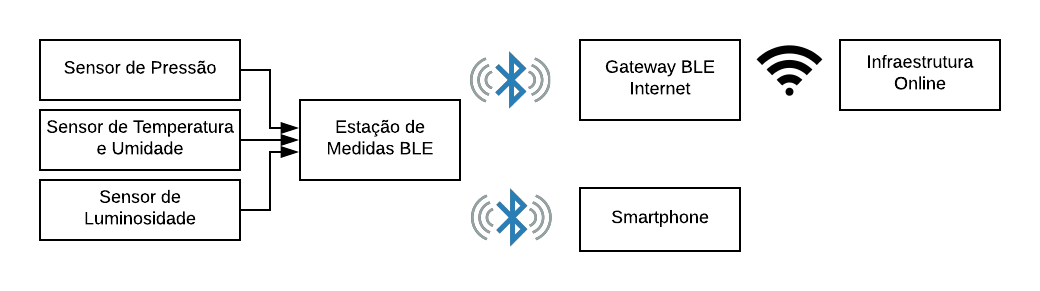 Sensor de Pressão
Sensor de Temperatura
e Umidade
Sensor de
Luminosidade
Estação de
Medidas BLE
Gateway BLE
Internet
Smartphone
Infraestrutura
Online